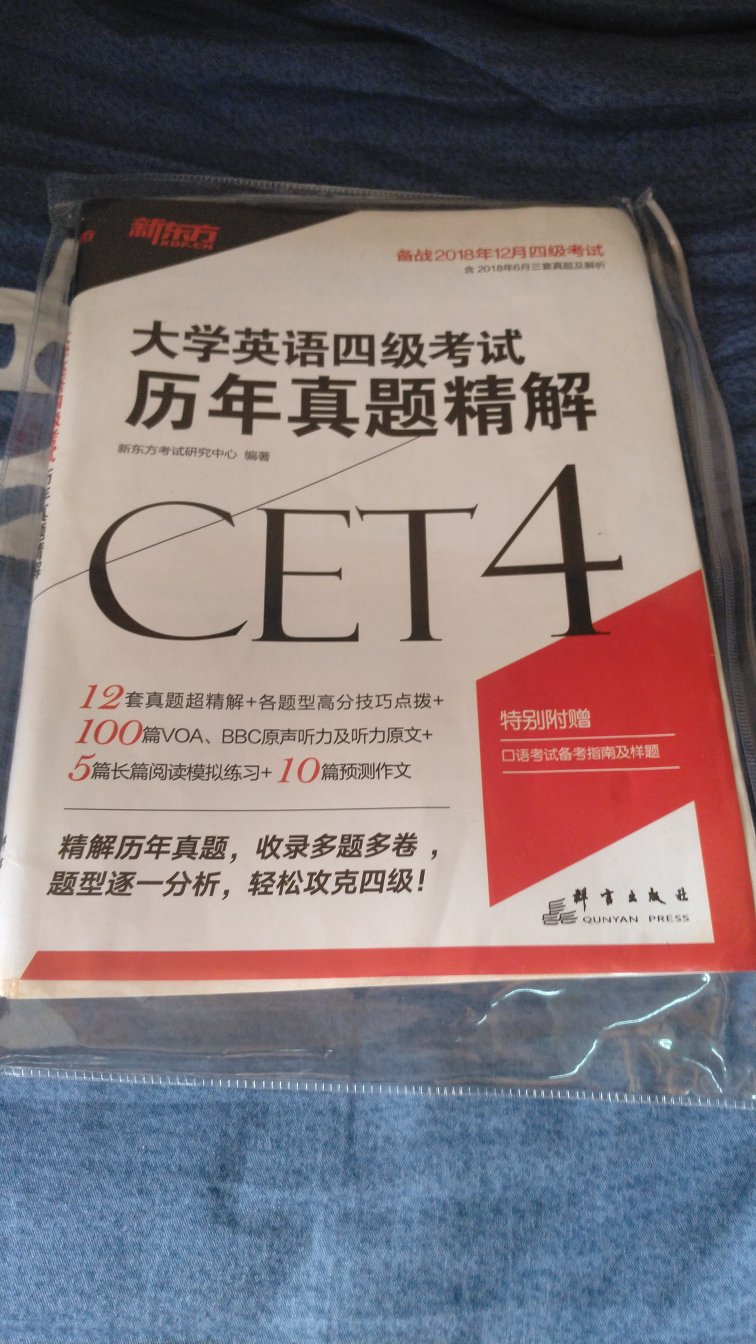 新东方
XDF.CN
备战2018年12月四级考试
含 2018年6月三套真题及解析
大学英语四级考试
历年真题精解
新东方考试研究中心 编著
CET4
12套真题超精解+各题型高分技巧点拨+
100篇VOA、BBC原声听力及听力原文+
5篇长篇阅读模拟练习+ 10篇预测作文
特别附赠
口语考试备考指南及样题
精解历年真题，收录多题多卷，
题型逐一分析，轻松攻克四级！
群言出版社
QUNYAN PRESS